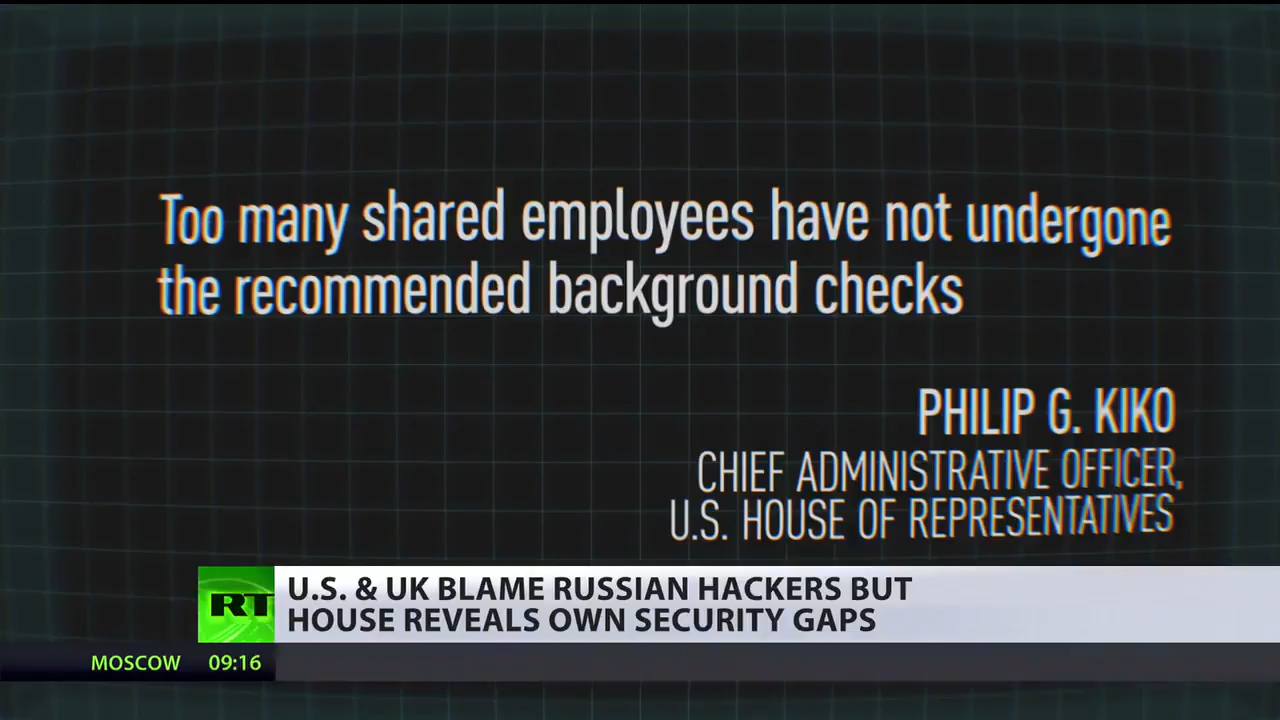 Too many shared employees have not undergone
the recommended background checks
PHILIP G. KIKO
CHIEF ADMINISTRATIVE OFFICER,
U.S. HOUSE OF REPRESENTATIVES
RT
U.S. & UK BLAME RUSSIAN HACKERS BUT
HOUSE REVEALS OWN SECURITY GAPS
MOSCOW 09:16